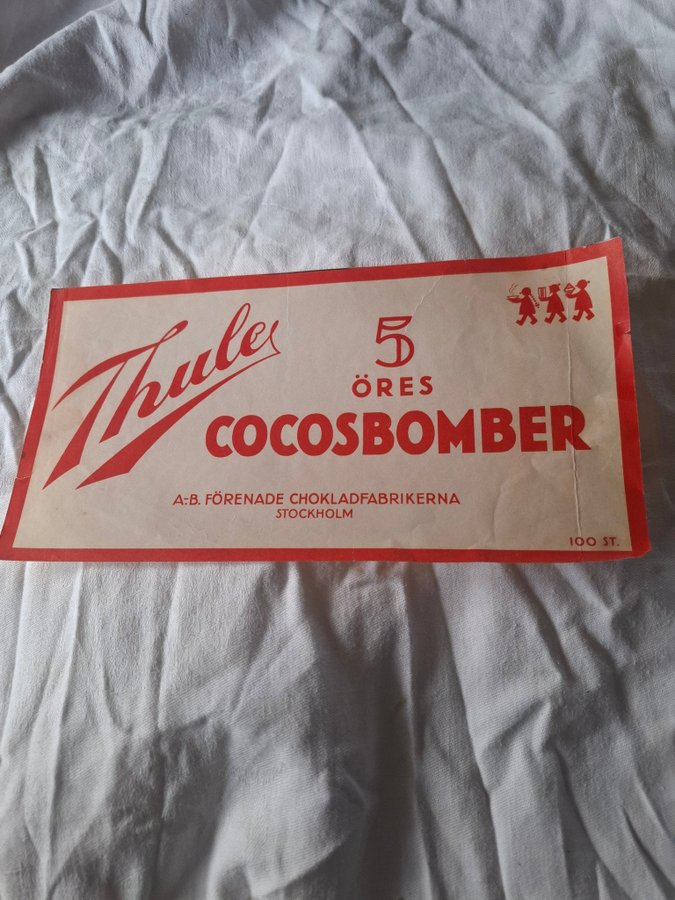 Thule
5
ÖRES
COCOSBOMBER
A.-B. FÖRENADE CHOKLADFABRIKERNA
STOCKHOLM
100 ST.